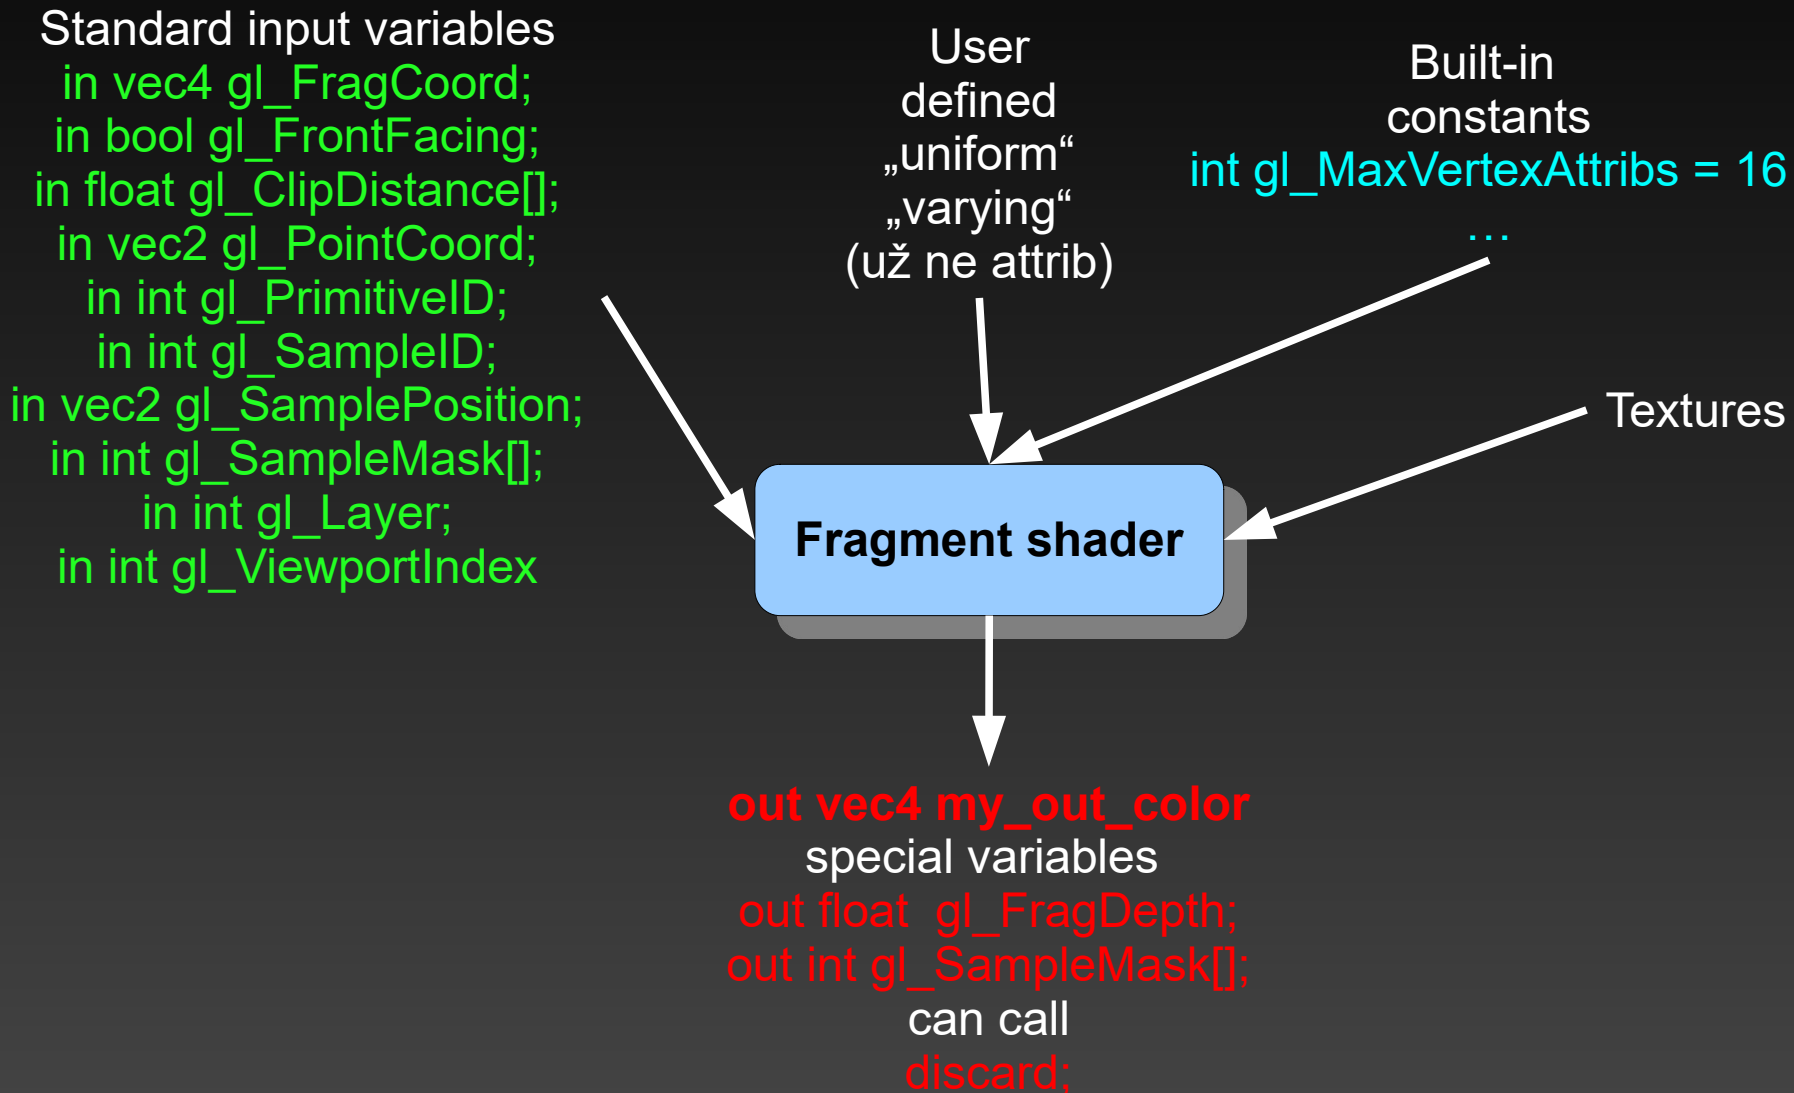 Standard input variables
in vec4 gl_FragCoord;
in bool gl_FrontFacing;
in float gl_ClipDistance[];
in vec2 gl_PointCoord;
in int gl_PrimitiveID;
in int gl_SampleID;
in vec2 gl_SamplePosition;
in int gl_SampleMask[];
in int gl_Layer;
in int gl_ViewportIndex
User
defined
„uniform“
„varying“
(už ne attrib)
Built-in
constants
int gl_MaxVertexAttribs = 16
…
Textures
Fragment shader
out vec4 my_out_color
special variables
out float  gl_FragDepth;
out int gl_SampleMask[];
can call
discard;